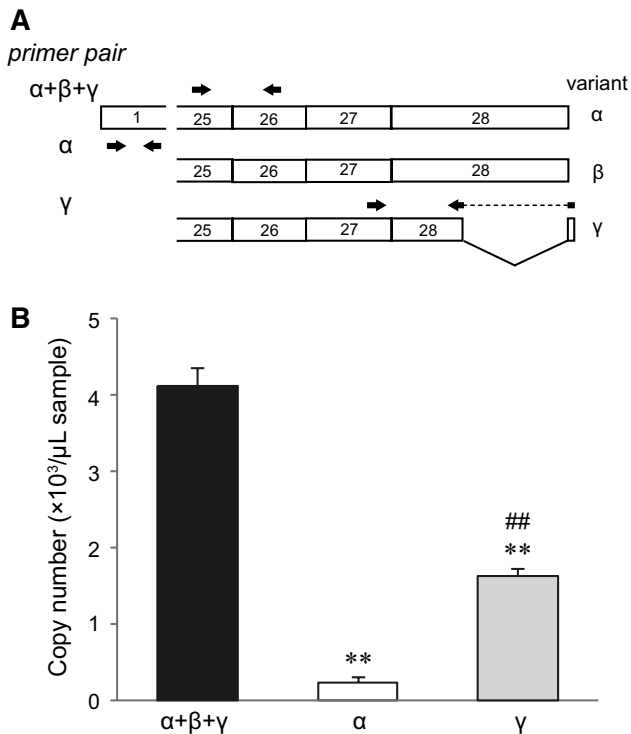 A
primer pair
α+β+γ
variant
1 25 26 27 28
α
α
25 26 27 28
β
γ
25 26 27 28
γ
B
Copy number (×10³/µL sample)
5
4
3
2
1
0
**
##
**
α+β+γ α γ